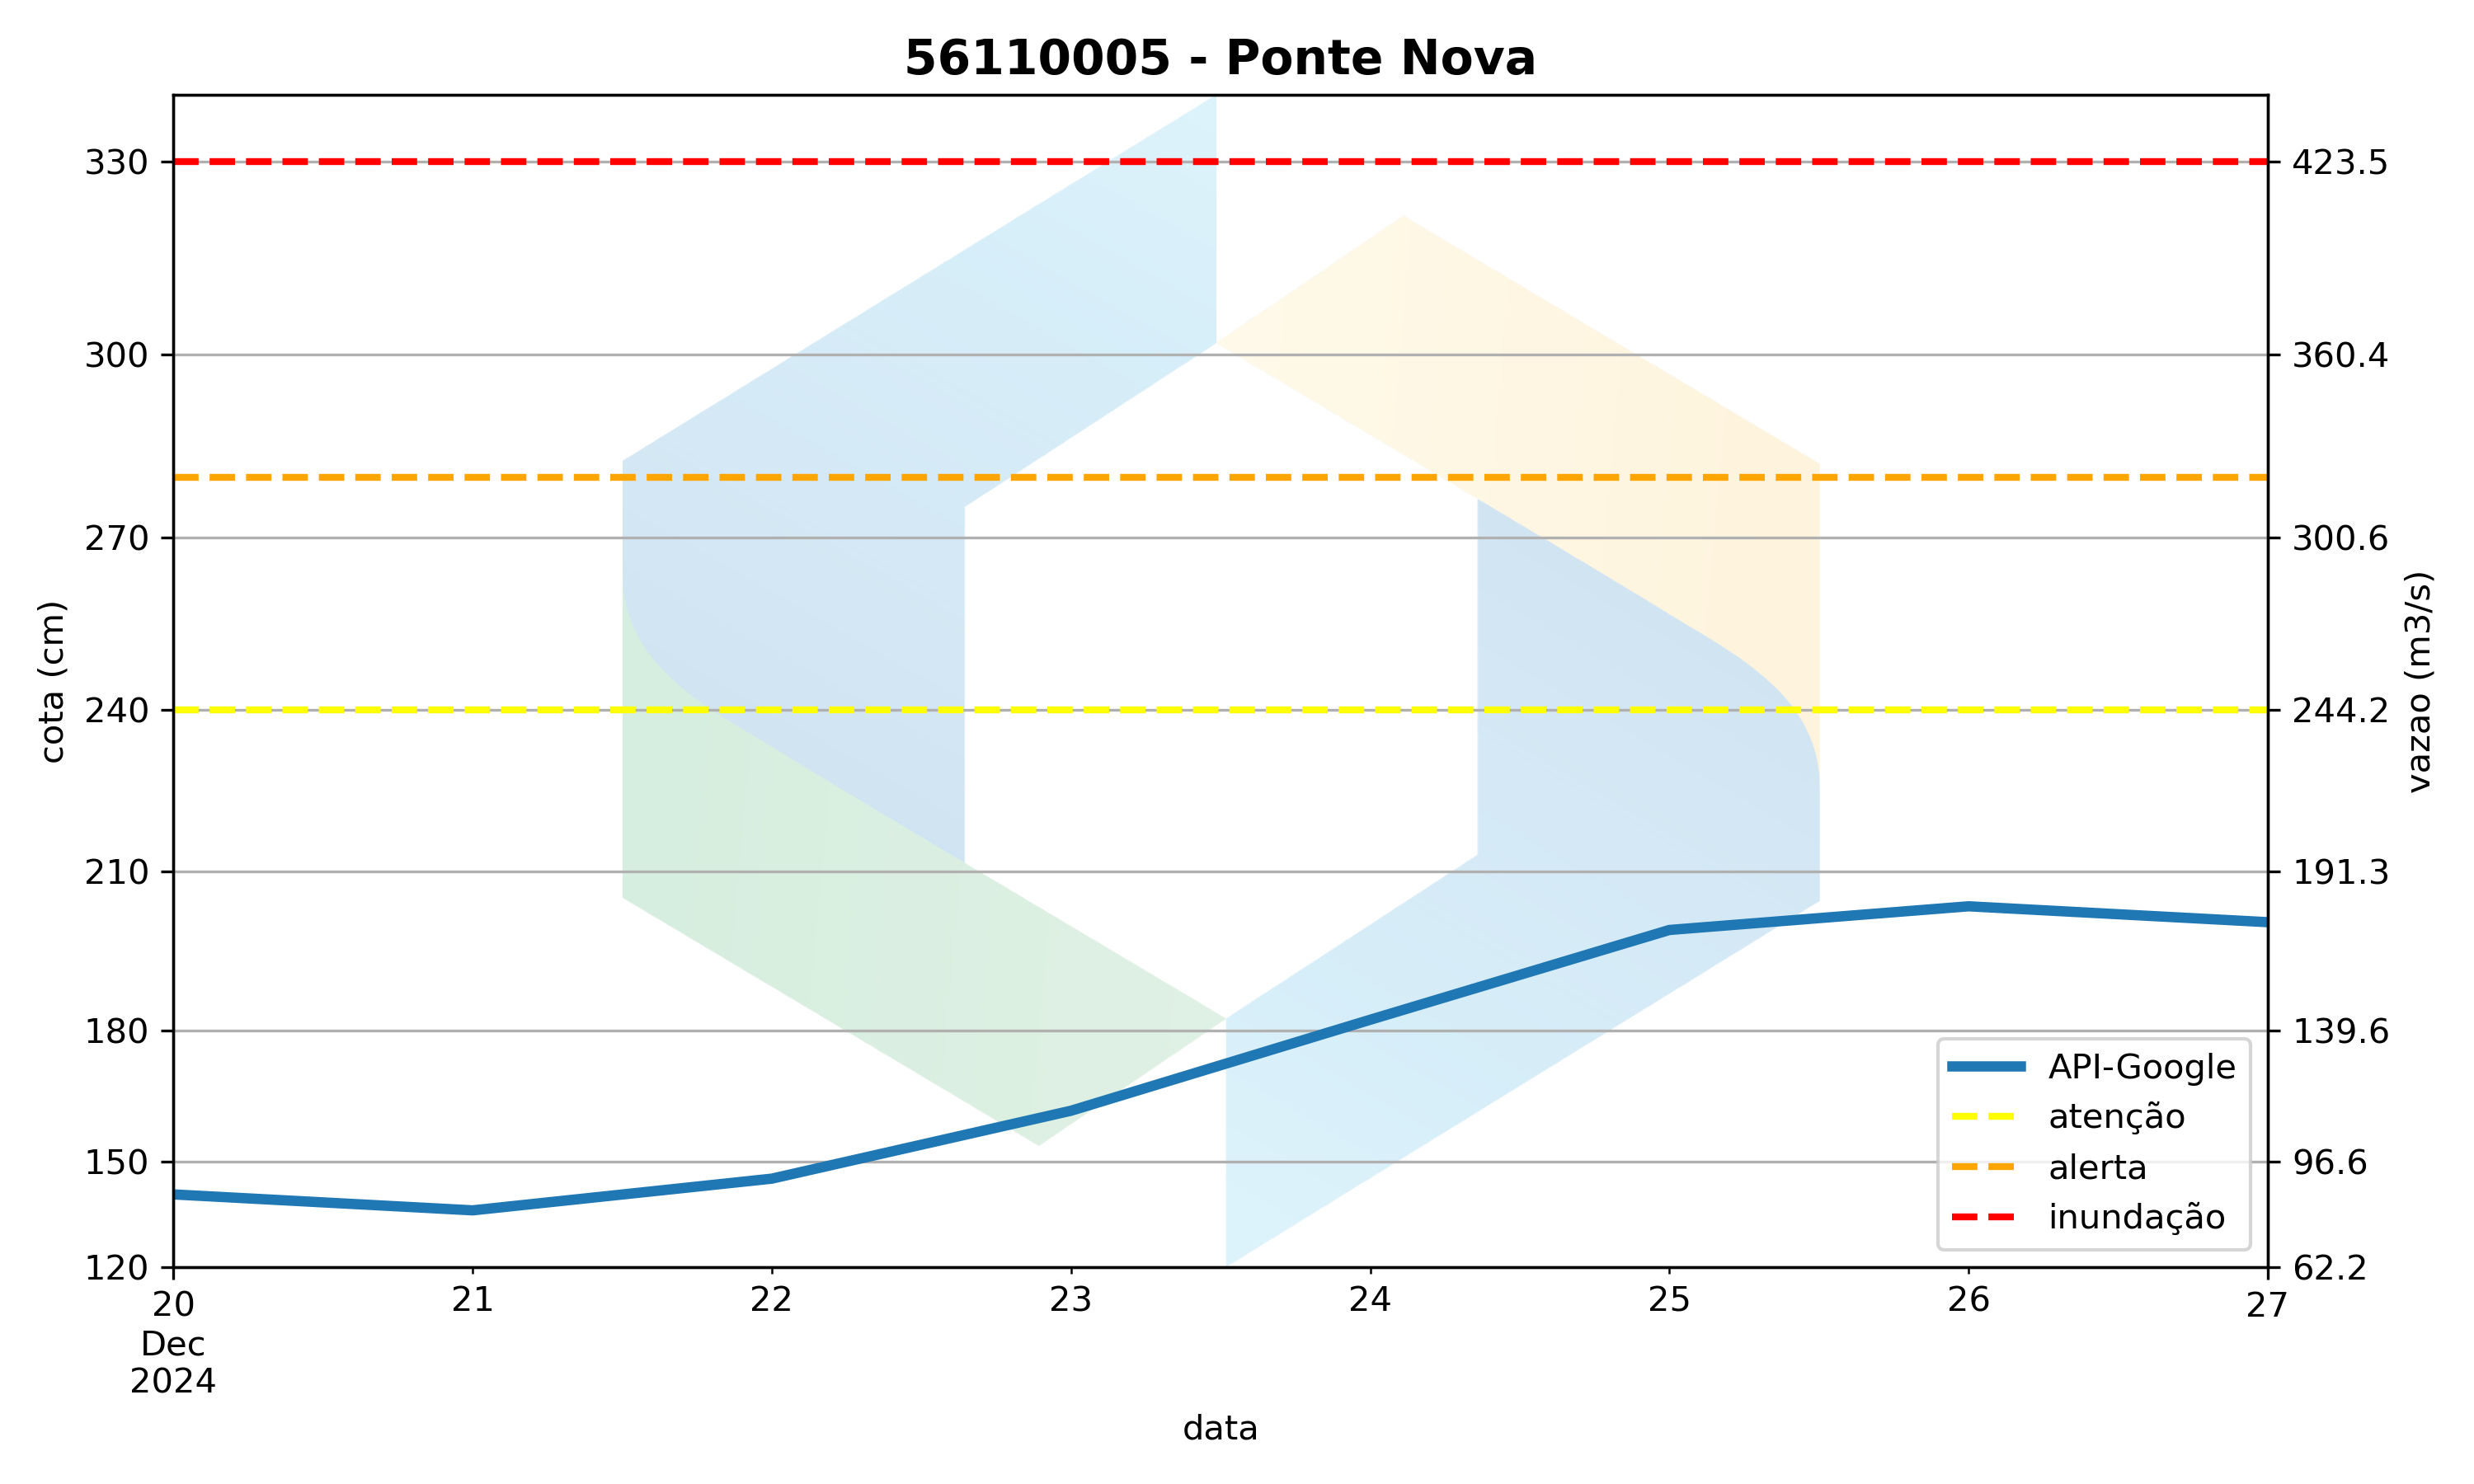 56110005 - Ponte Nova
330
300
270
240
210
180
150
120
cota (cm)
423.5
360.4
300.6
244.2
191.3
139.6
96.6
62.2
vazao (m3/s)
API-Google
atenção
alerta
inundação
20
Dec
2024
21
22
23
24
25
26
27
data